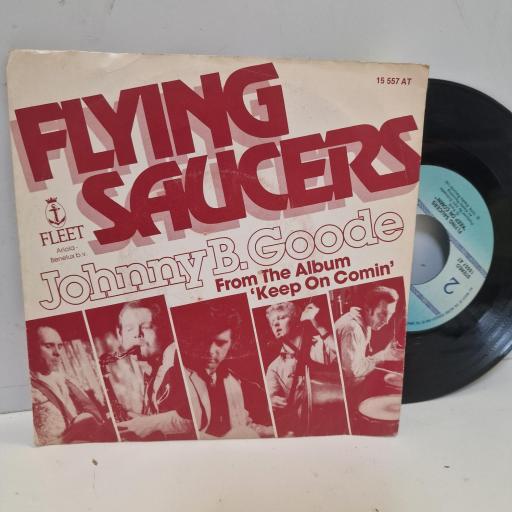 15 557 AT
FLYING
SAUCERS
FLEET
Ariola-
Benelux b.v.
Johnny B. Goode
From The Album
'Keep On Comin'
2